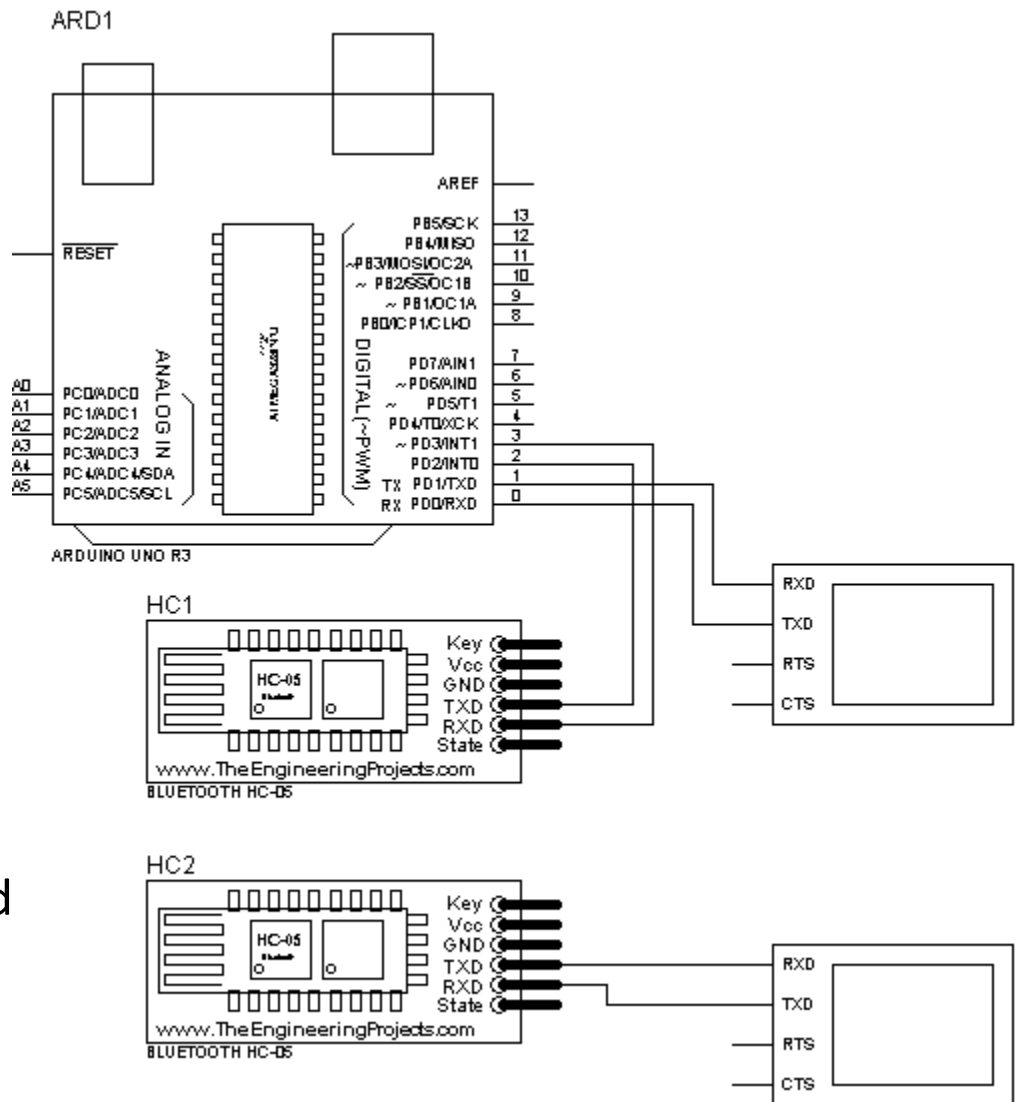 ARD1
AREF
RESET
PB5/SCK 13
PB4/MISO 12
~PB3/MOSI/OC2A 11
~ PB2/SS/OC1B 10
~ PB1/OC1A 9
PB0/ICP1/CLKO 8
PD7/AIN1 7
~PD6/AIN0 6
~ PD5/T1 5
PD4/T0/XCK 4
~ PD3/INT1 3
PD2/INT0 2
TX PD1/TXD 1
RX PD0/RXD 0
DIGITAL (~PWM)
ANALOG IN
A0 PC0/ADC0
A1 PC1/ADC1
A2 PC2/ADC2
A3 PC3/ADC3
A4 PC4/ADC4/SDA
A5 PC5/ADC5/SCL
ARDUINO UNO R3
RXD
TXD
RTS
CTS
HC1
HC-05
Key
Vcc
GND
TXD
RXD
State
www.TheEngineeringProjects.com
BLUETOOTH HC-05
d
HC2
HC-05
Key
Vcc
GND
TXD
RXD
State
www.TheEngineeringProjects.com
BLUETOOTH HC-05
RXD
TXD
RTS
CTS